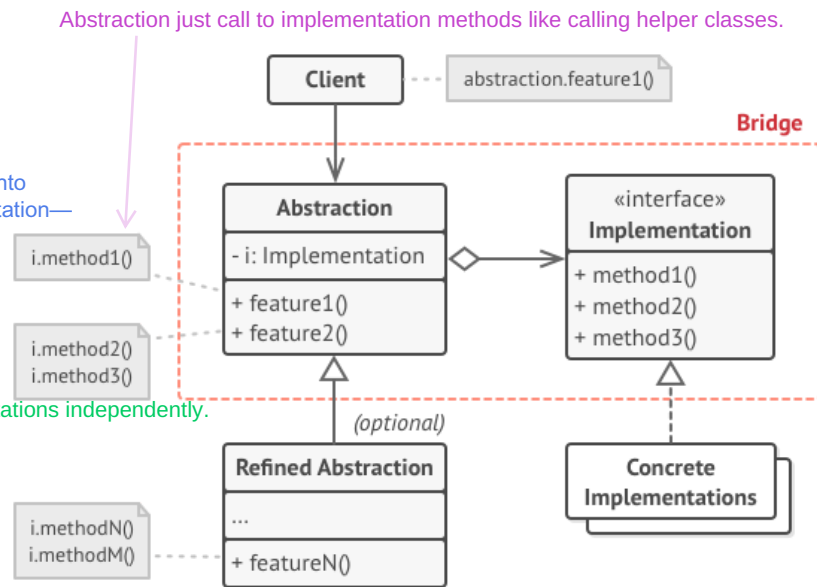 Abstraction just call to implementation methods like calling helper classes.
Client
abstraction.feature1()
Bridge
nto
tation—
Abstraction
- i: Implementation
+ feature1()
+ feature2()
«interface»
Implementation
+ method1()
+ method2()
+ method3()
i.method1()
i.method2()
i.method3()
ations independently.
(optional)
Refined Abstraction
...
+ featureN()
Concrete
Implementations
i.methodN()
i.methodM()